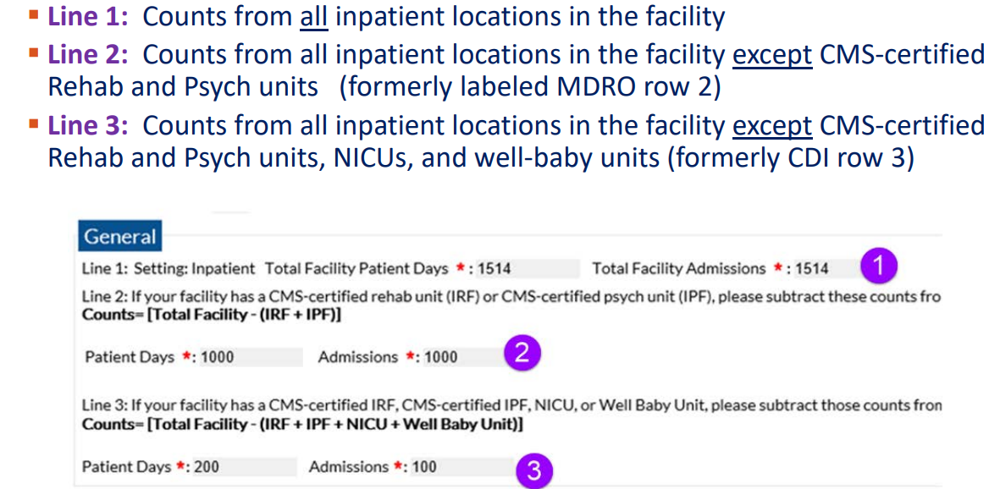 ▪ Line 1: Counts from all inpatient locations in the facility
▪ Line 2: Counts from all inpatient locations in the facility except CMS-certified
Rehab and Psych units (formerly labeled MDRO row 2)
▪ Line 3: Counts from all inpatient locations in the facility except CMS-certified
Rehab and Psych units, NICUs, and well-baby units (formerly CDI row 3)
General
Line 1: Setting: Inpatient Total Facility Patient Days *: 1514 Total Facility Admissions *: 1514 1
Line 2: If your facility has a CMS-certified rehab unit (IRF) or CMS-certified psych unit (IPF), please subtract these counts fro
Counts= [Total Facility - (IRF + IPF)]
Patient Days *: 1000 Admissions *: 1000 2
Line 3: If your facility has a CMS-certified IRF, CMS-certified IPF, NICU, or Well Baby Unit, please subtract those counts fron
Counts= [Total Facility - (IRF + IPF + NICU + Well Baby Unit)]
Patient Days *: 200 Admissions *: 100 3